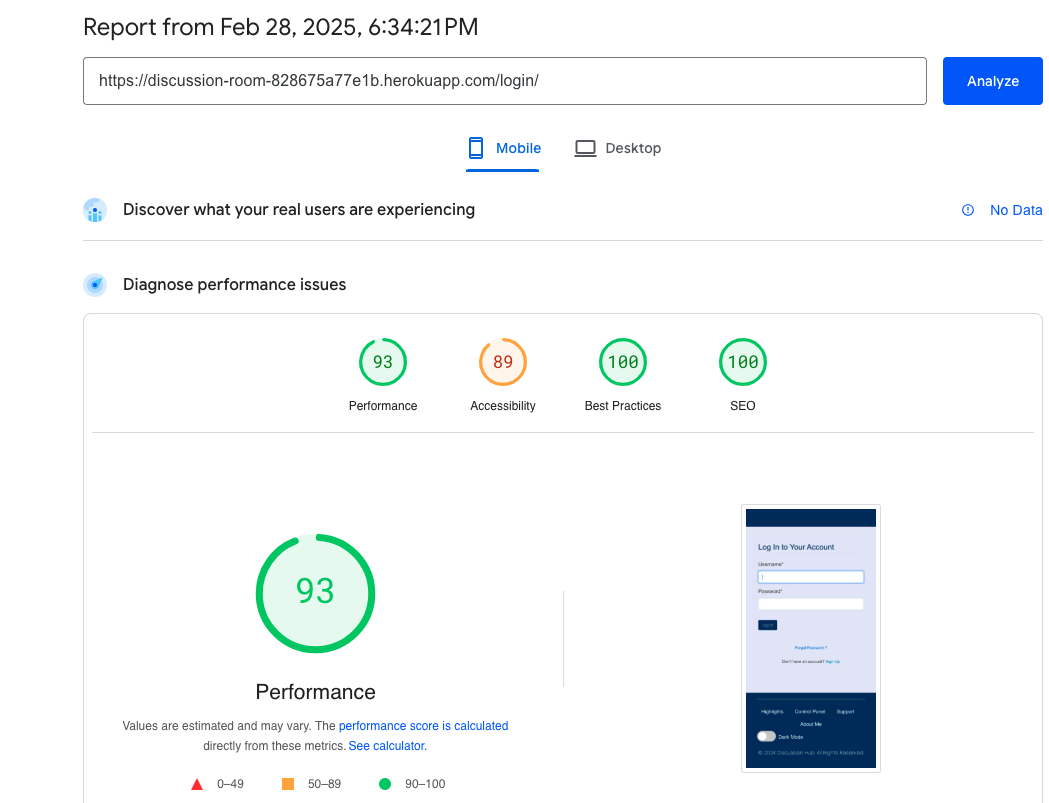 Report from Feb 28, 2025, 6:34:21 PM
https://discussion-room-828675a77e1b.herokuapp.com/login/
Analyze
Mobile
Desktop
Discover what your real users are experiencing
No Data
Diagnose performance issues
93
89
100
100
Performance
Accessibility
Best Practices
SEO
93
Performance
Values are estimated and may vary. The performance score is calculated
directly from these metrics. See calculator.
0–49
50–89
90–100
Log In to Your Account
Username*
Password*
Log In
Forgot Password?
Don't have an account? Sign Up
Highlights Control Panel Support
About Me
Dark Mode
© 2024 Discussion Hub. All Rights Reserved.